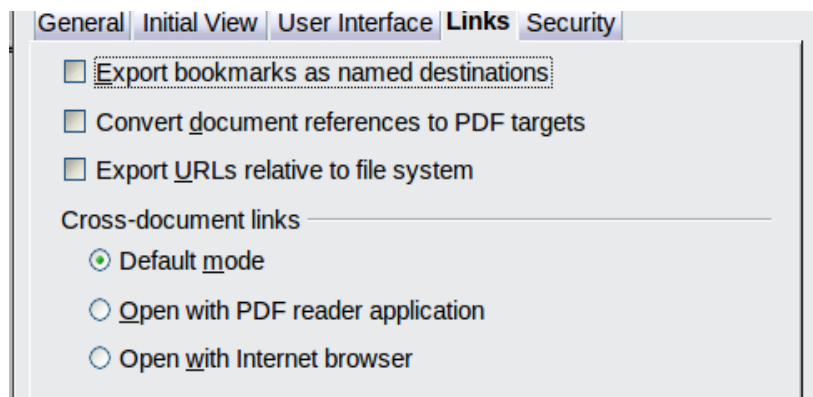 General Initial View User Interface Links Security
Export bookmarks as named destinations
Convert document references to PDF targets
Export URLs relative to file system
Cross-document links
Default mode
Open with PDF reader application
Open with Internet browser